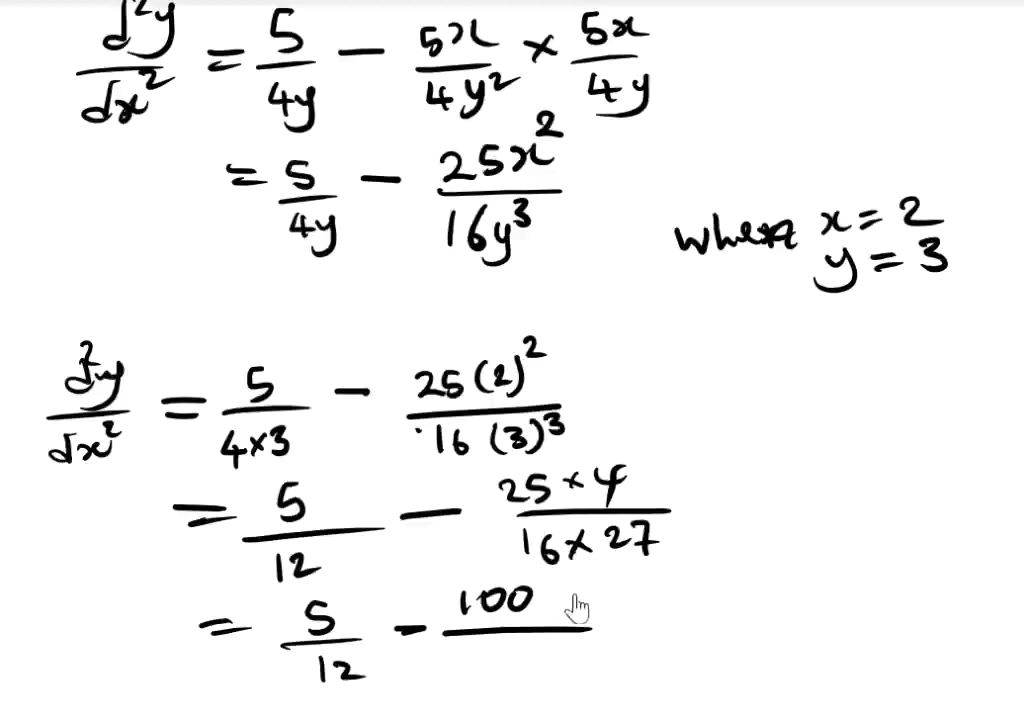 d²y/dx² = 5/4y − 5x/4y² × 5x/4y
= 5/4y − 25x²/16y³
when x = 2
y = 3
d²y/dx² = 5/4×3 − 25(2)²/16(3)³
= 5/12 − 25×4/16×27
= 5/12 − 100/